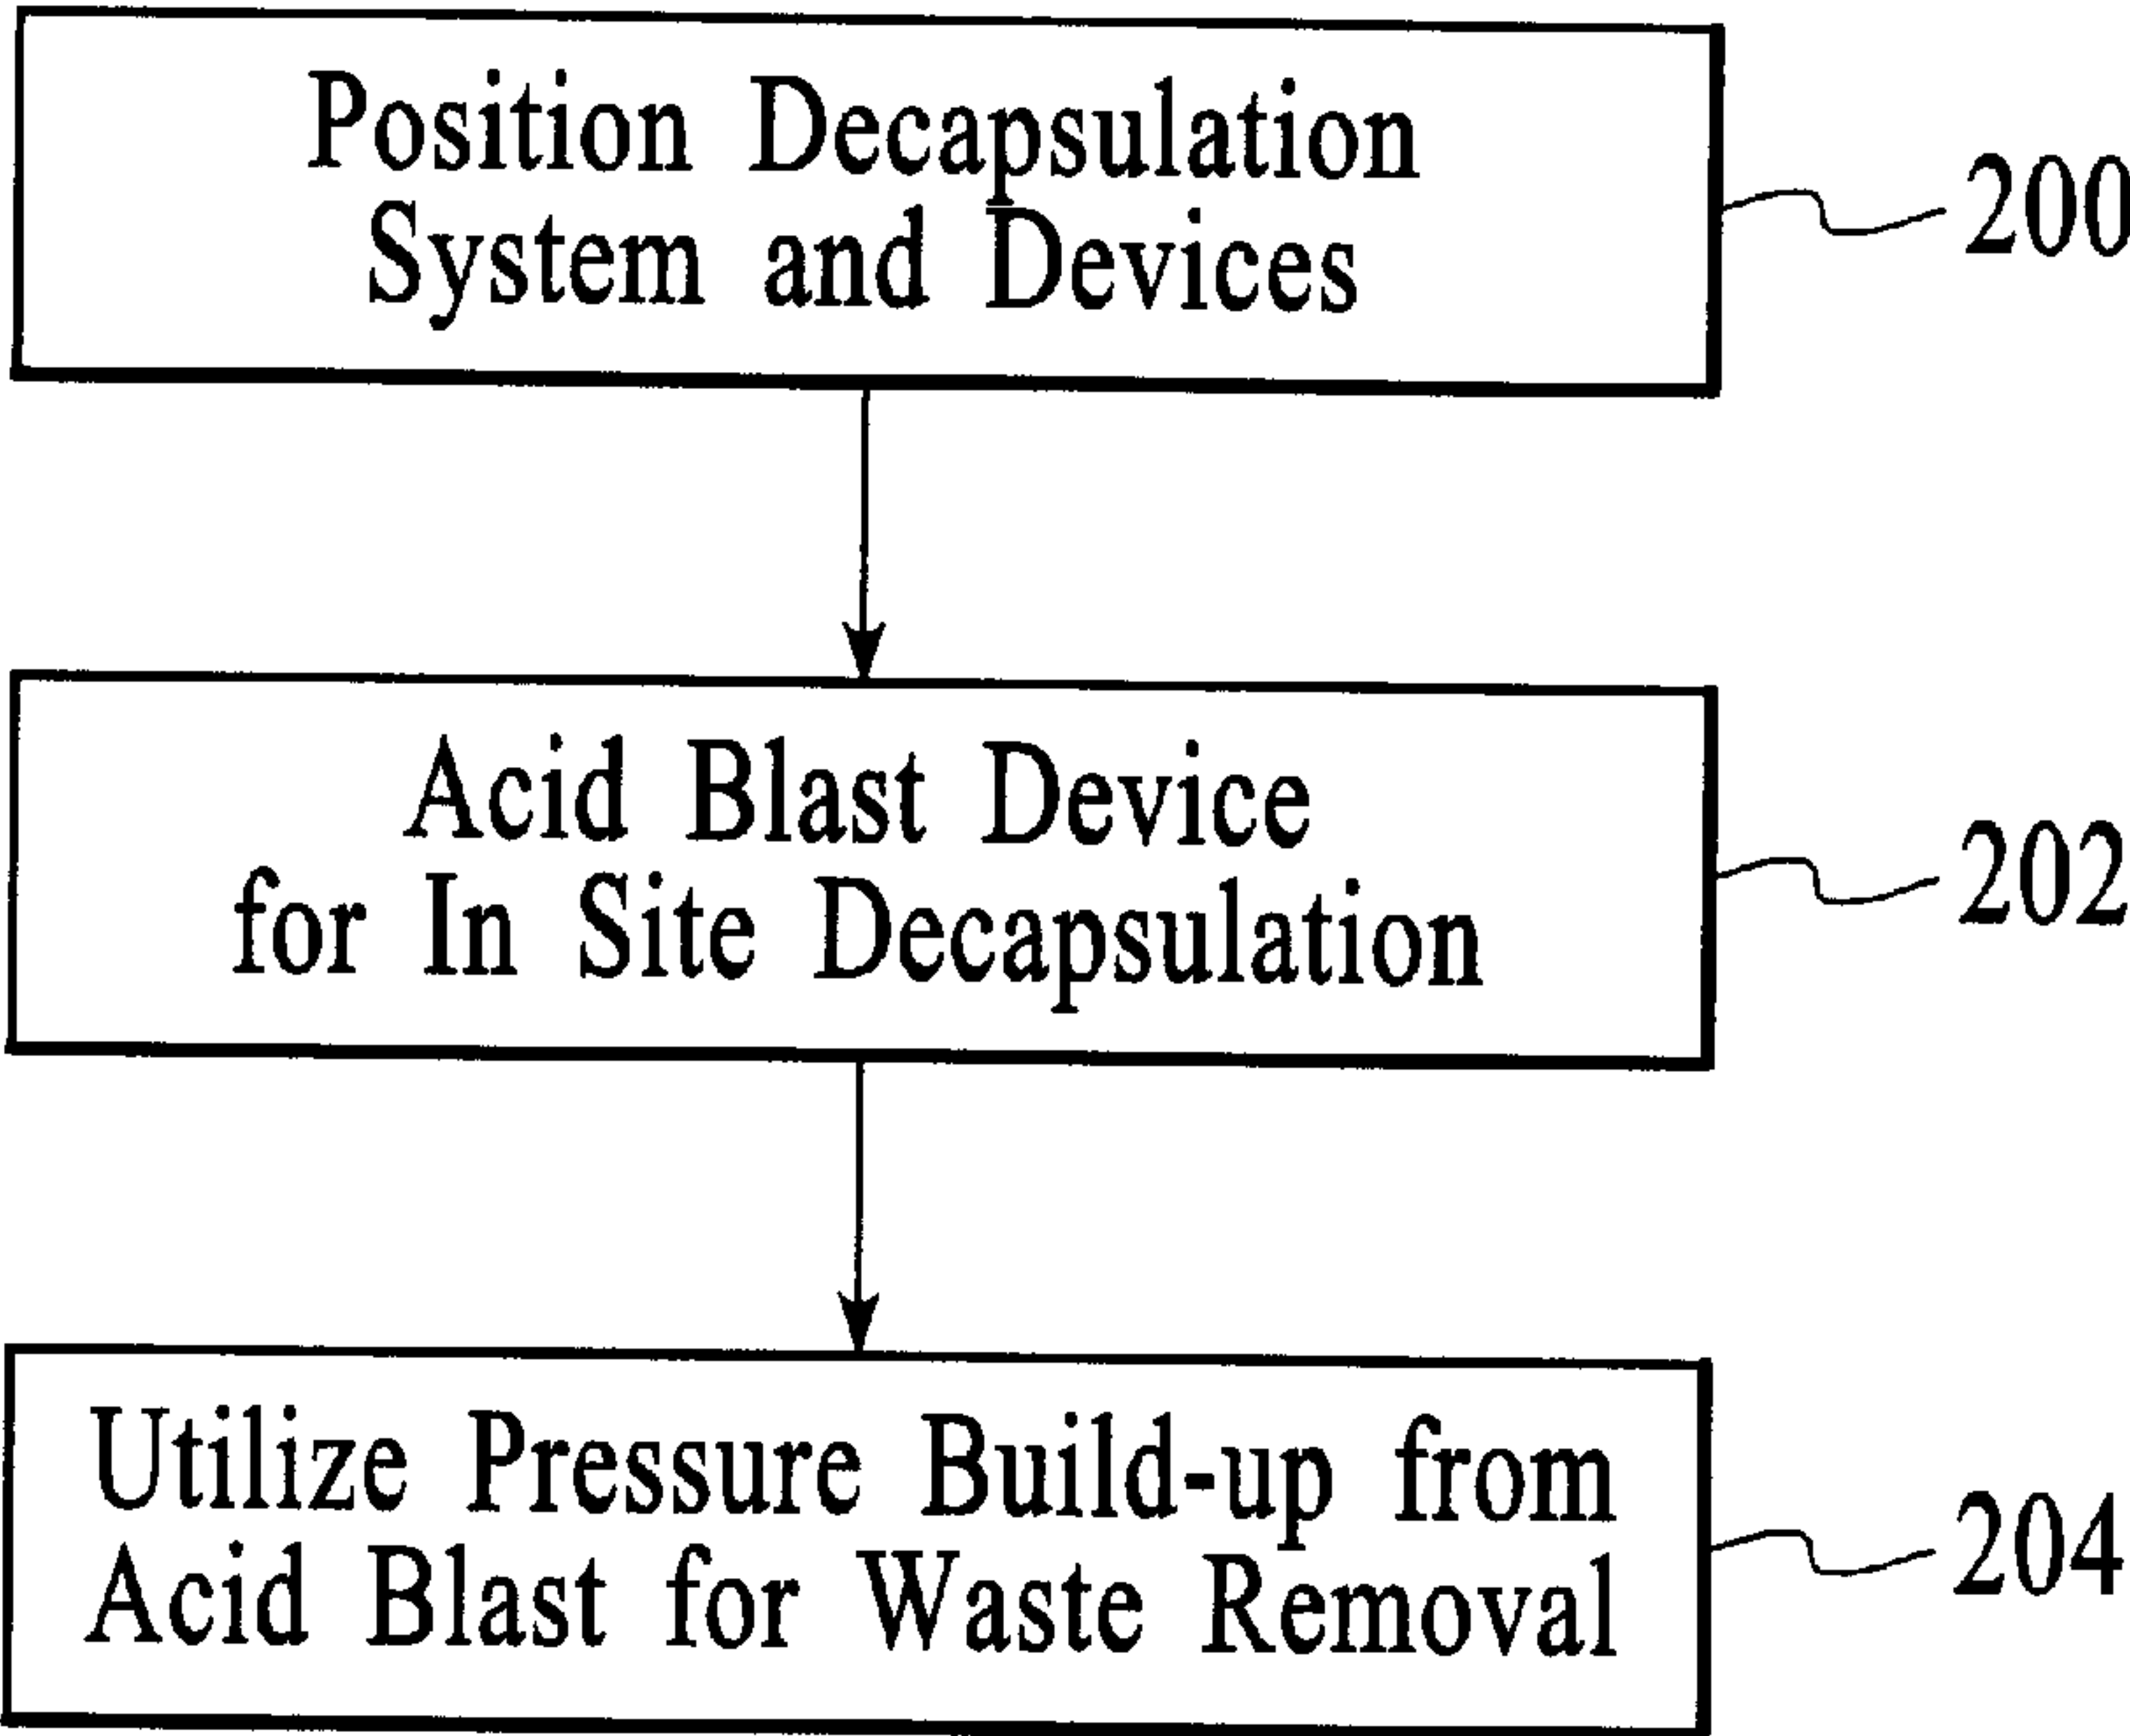 Position Decapsulation
System and Devices
200
Acid Blast Device
for In Site Decapsulation
202
Utilize Pressure Build-up from
Acid Blast for Waste Removal
204